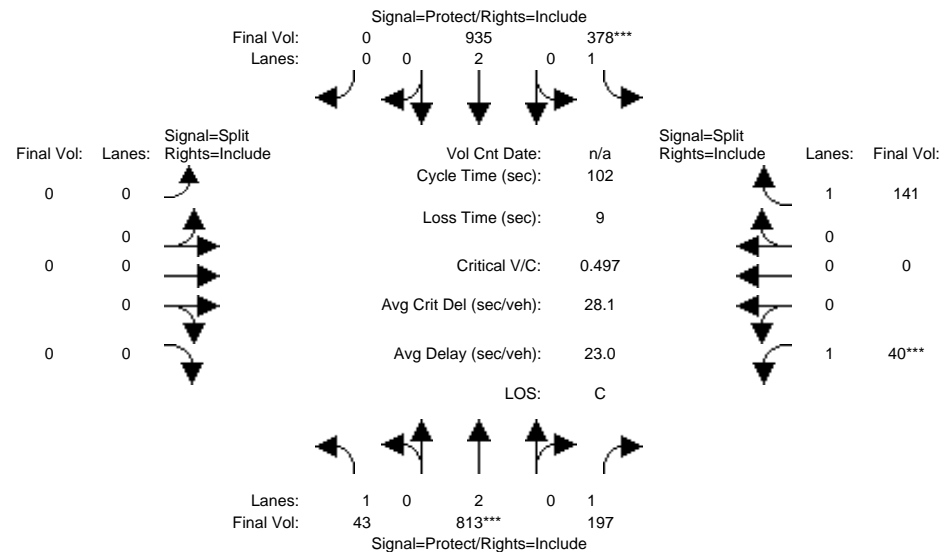 Signal=Protect/Rights=Include
Final Vol: 0 935 378***
Lanes: 0 0 2 0 1
Signal=Split
Final Vol: Lanes: Rights=Include
Vol Cnt Date: n/a
Signal=Split
Rights=Include Lanes: Final Vol:
Cycle Time (sec): 102
0 0
1 141
Loss Time (sec): 9
0
0
0 0
Critical V/C: 0.497
0 0
0
Avg Crit Del (sec/veh): 28.1
0
0 0
Avg Delay (sec/veh): 23.0
1 40***
LOS: C
Lanes: 1 0 2 0 1
Final Vol: 43 813*** 197
Signal=Protect/Rights=Include